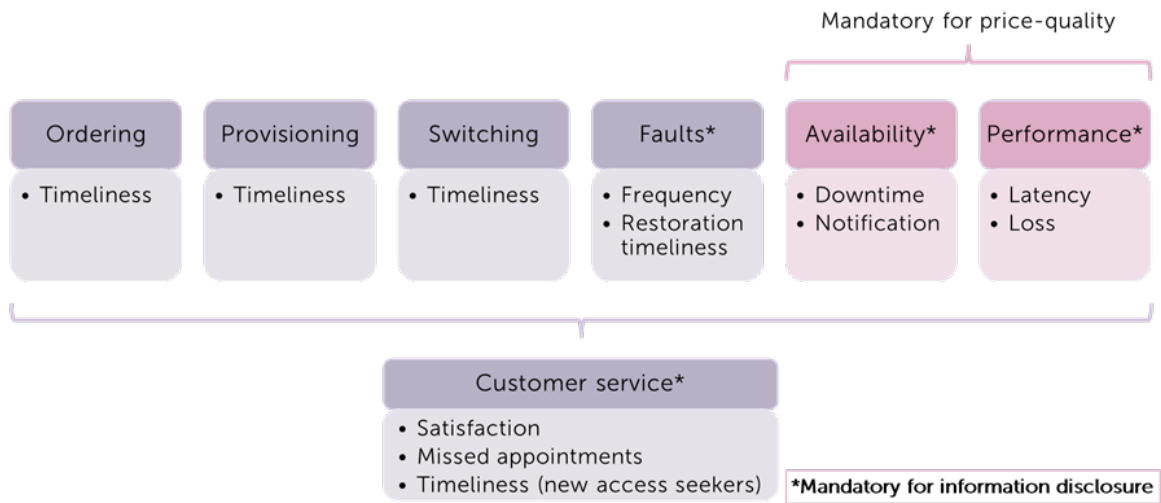 Mandatory for price-quality
Ordering
• Timeliness
Provisioning
• Timeliness
Switching
• Timeliness
Faults*
• Frequency
• Restoration
timeliness
Availability*
• Downtime
• Notification
Performance*
• Latency
• Loss
Customer service*
• Satisfaction
• Missed appointments
• Timeliness (new access seekers)
*Mandatory for information disclosure